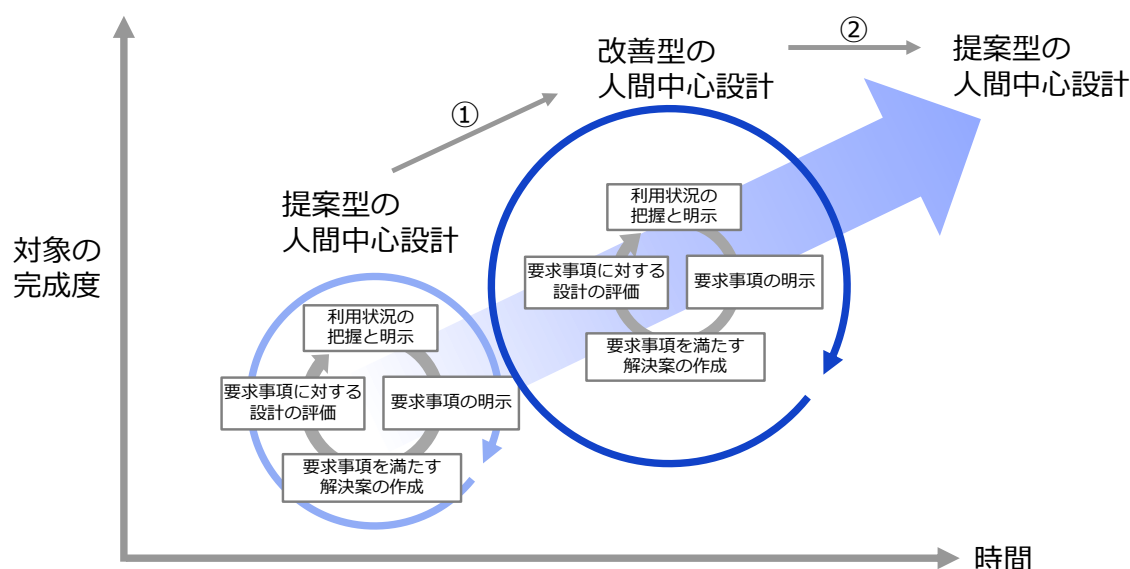 改善型の
人間中心設計
②
提案型の
人間中心設計
①
提案型の
人間中心設計
対象の
完成度
利用状況の
把握と明示
要求事項に対する
設計の評価
要求事項の明示
要求事項を満たす
解決案の作成
利用状況の
把握と明示
要求事項に対する
設計の評価
要求事項の明示
要求事項を満たす
解決案の作成
時間